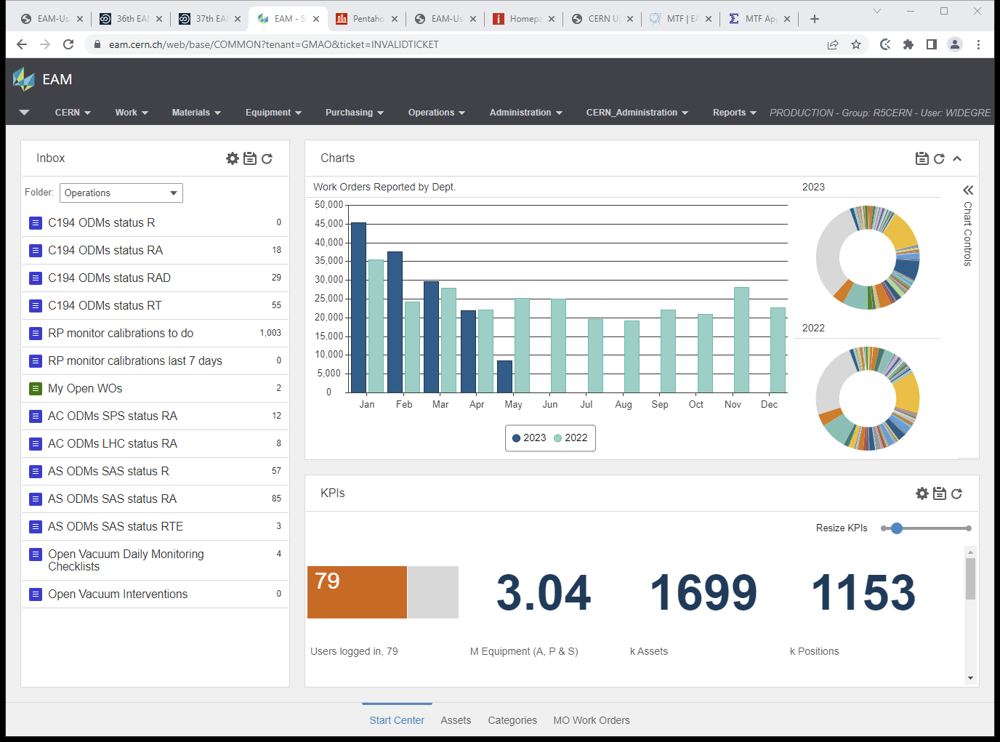 EAM-Us
36th EAM
37th EAM
EAM - S
Pentaho
EAM-Us
Homepa
CERN U
MTF | EA
MTF App
eam.cern.ch/web/base/COMMON?tenant=GMAO&ticket=INVALIDTICKET
EAM
CERN Work Materials Equipment Purchasing Operations Administration CERN_Administration Reports PRODUCTION - Group: R5CERN - User: WIDEGRE
Inbox
Folder: Operations
C194 ODMs status R 0
C194 ODMs status RA 18
C194 ODMs status RAD 29
C194 ODMs status RT 55
RP monitor calibrations to do 1,003
RP monitor calibrations last 7 days 0
My Open WOs 2
AC ODMs SPS status RA 12
AC ODMs LHC status RA 8
AS ODMs SAS status R 57
AS ODMs SAS status RA 85
AS ODMs SAS status RTE 3
Open Vacuum Daily Monitoring 4
Checklists
Open Vacuum Interventions 0
Charts
Work Orders Reported by Dept.
50,000
45,000
40,000
35,000
30,000
25,000
20,000
15,000
10,000
5,000
0
Jan Feb Mar Apr May Jun Jul Aug Sep Oct Nov Dec
2023 2022
2023
2022
Chart Controls
KPIs
Resize KPIs
79 3.04 1699 1153
Users logged in, 79 M Equipment (A, P & S) k Assets k Positions
Start Center Assets Categories MO Work Orders